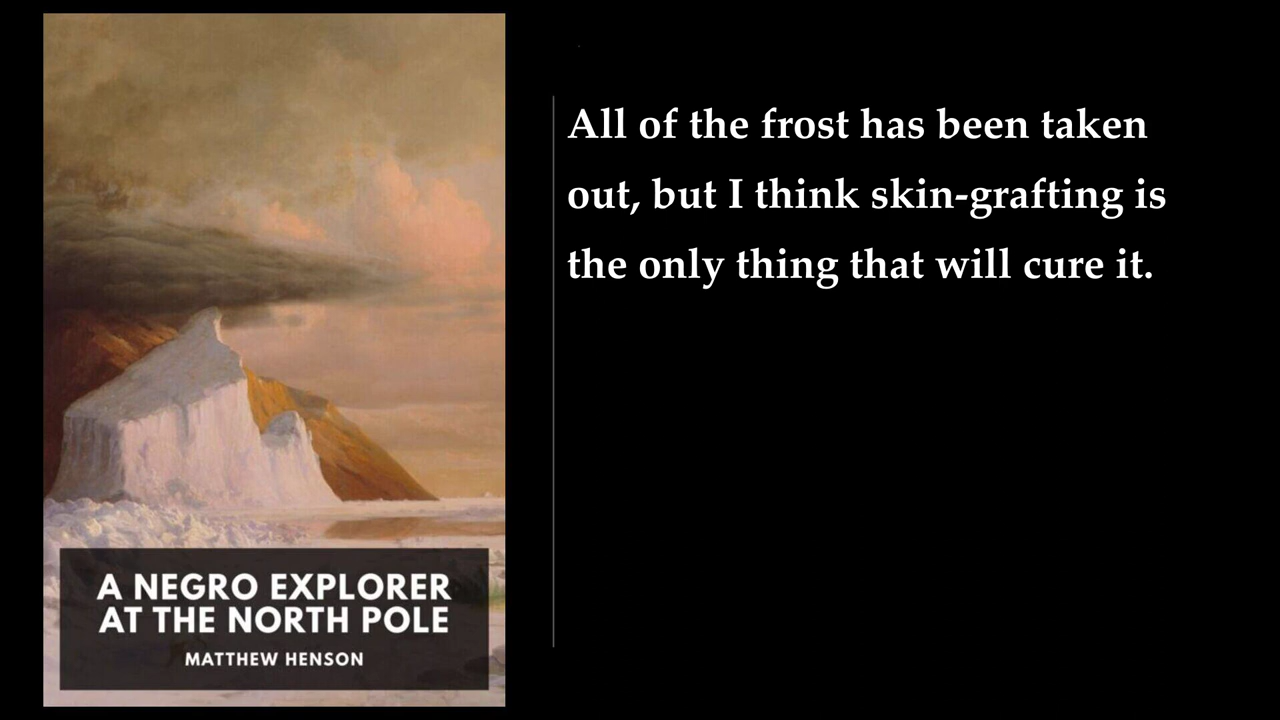 All of the frost has been taken
out, but I think skin-grafting is
the only thing that will cure it.
A NEGRO EXPLORER
AT THE NORTH POLE
MATTHEW HENSON